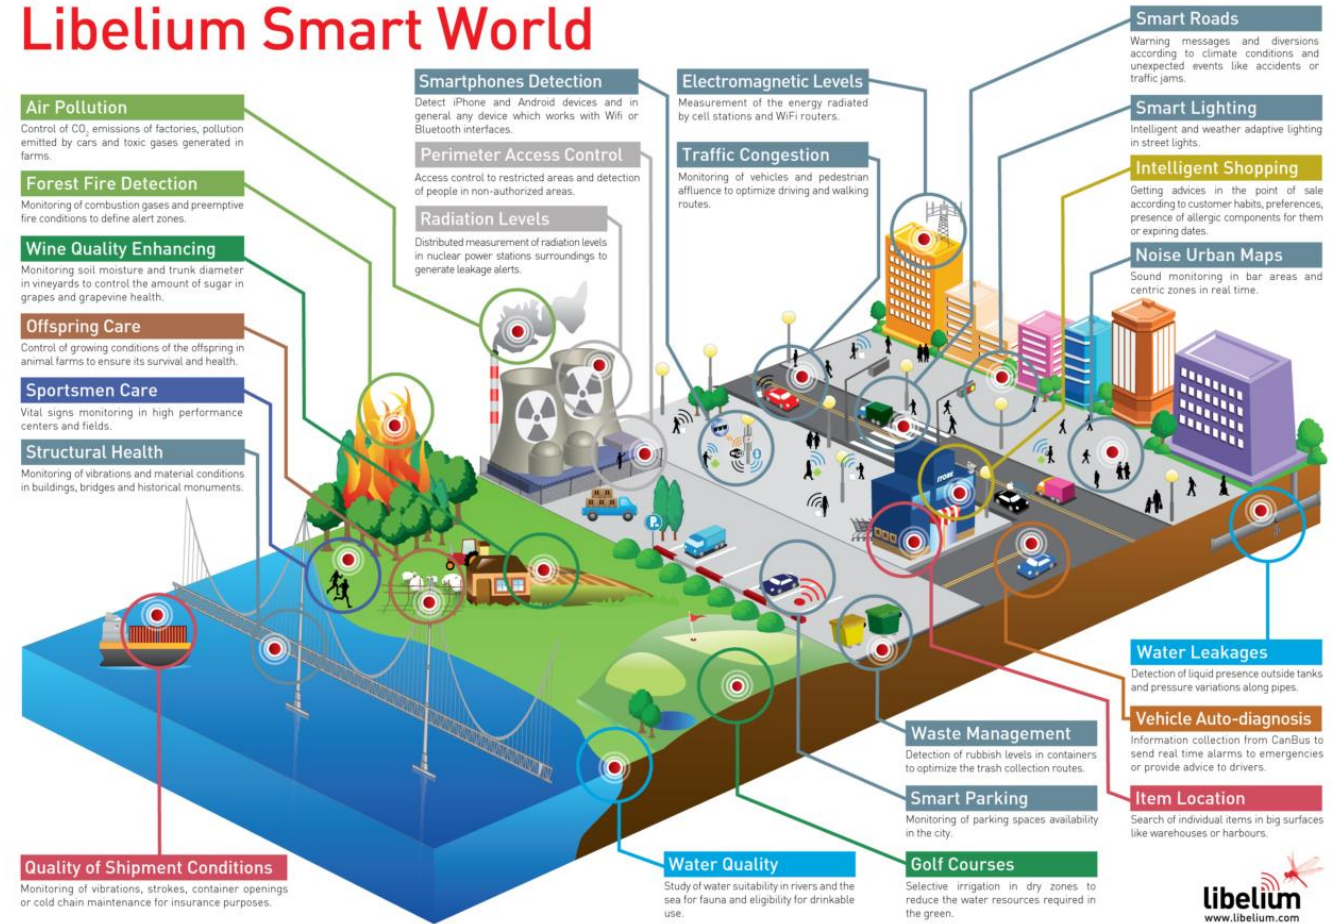 Libelium Smart World
Air Pollution
Control of CO₂ emissions of factories, pollution
emitted by cars and toxic gases generated in
farms.
Forest Fire Detection
Monitoring of combustion gases and preemptive
fire conditions to define alert zones.
Wine Quality Enhancing
Monitoring soil moisture and trunk diameter
in vineyards to control the amount of sugar in
grapes and grapevine health.
Offspring Care
Control of growing conditions of the offspring in
animal farms to ensure its survival and health.
Sportsmen Care
Vital signs monitoring in high performance
centers and fields.
Structural Health
Monitoring of vibrations and material conditions
in buildings, bridges and historical monuments.
Quality of Shipment Conditions
Monitoring of vibrations, strokes, container openings
or cold chain maintenance for insurance purposes.
Smartphones Detection
Detect iPhone and Android devices and in
general any device which works with Wifi or
Bluetooth interfaces.
Perimeter Access Control
Access control to restricted areas and detection
of people in non-authorized areas.
Radiation Levels
Distributed measurement of radiation levels
in nuclear power stations surroundings to
generate leakage alerts.
Electromagnetic Levels
Measurement of the energy radiated
by cell stations and WiFi routers.
Traffic Congestion
Monitoring of vehicles and pedestrian
affluence to optimize driving and walking
routes.
Smart Roads
Warning messages and diversions
according to climate conditions and
unexpected events like accidents or
traffic jams.
Smart Lighting
Intelligent and weather adaptive lighting
in street lights.
Intelligent Shopping
Getting advices in the point of sale
according to customer habits, preferences,
presence of allergic components for them
or expiring dates.
Noise Urban Maps
Sound monitoring in bar areas and
centric zones in real time.
www
STORE
P
Water Leakages
Detection of liquid presence outside tanks
and pressure variations along pipes.
Vehicle Auto-diagnosis
Information collection from CanBus to
send real time alarms to emergencies
or provide advice to drivers.
Item Location
Search of individual items in big surfaces
like warehouses or harbours.
Waste Management
Detection of rubbish levels in containers
to optimize the trash collection routes.
Smart Parking
Monitoring of parking spaces availability
in the city.
Golf Courses
Selective irrigation in dry zones to
reduce the water resources required in
the green.
Water Quality
Study of water suitability in rivers and the
sea for fauna and eligibility for drinkable
use.
libelium
www.libelium.com